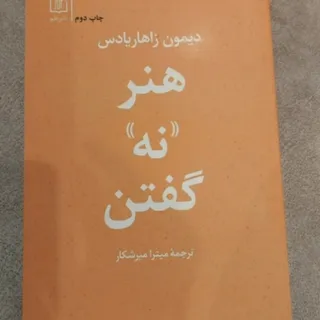 چاپ دوم
دیمون زاهاریادس
هنر
«نه»
گفتن
ترجمهٔ میترا میرشکار